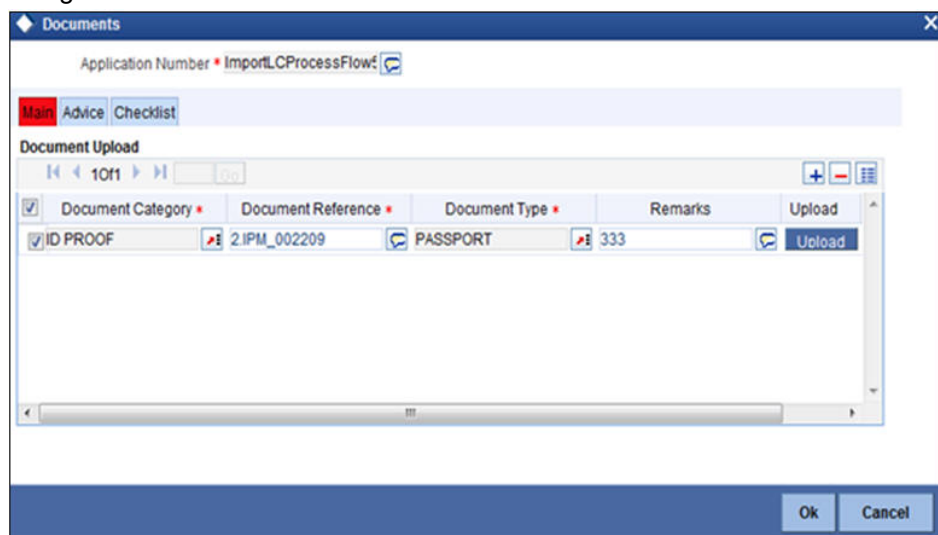 Documents X
Application Number * ImportLCProcessFlow
Main Advice Checklist
Document Upload
1Of1 Go
Document Category * Document Reference * Document Type * Remarks Upload
ID PROOF 2.IPM_002209 PASSPORT 333 Upload
Ok Cancel